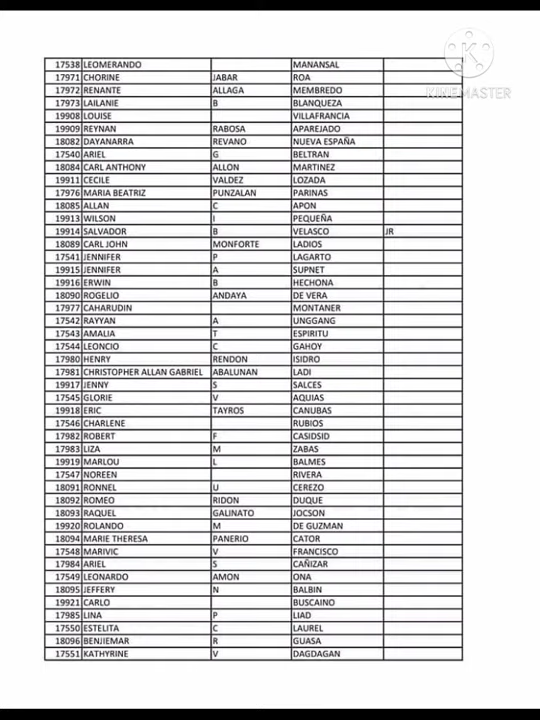 K
KINEMASTER
17538 LEOMERANDO MANANSAL
17971 CHORINE JABAR ROA
17972 RENANTE ALLAGA MEMBREDO
17973 LAILANIE B BLANQUEZA
19908 LOUISE VILLAFRANCIA
19909 REYNAN RABOSA APAREJADO
18082 DAYANARRA REVANO NUEVA ESPAÑA
17540 ARIEL G BELTRAN
18084 CARL ANTHONY ALLON MARTINEZ
19911 CECILE VALDEZ LOZADA
17976 MARIA BEATRIZ PUNZALAN PARINAS
18085 ALLAN C APON
19913 WILSON I PEQUEÑA
19914 SALVADOR B VELASCO JR
18089 CARL JOHN MONFORTE LADIOS
17541 JENNIFER P LAGARTO
19915 JENNIFER A SUPNET
19916 ERWIN B HECHONA
18090 ROGELIO ANDAYA DE VERA
17977 CAHARUDIN MONTANER
17542 RAYYAN A UNGGANG
17543 AMALIA T ESPIRITU
17544 LEONCIO C GAHOY
17980 HENRY RENDON ISIDRO
17981 CHRISTOPHER ALLAN GABRIEL ABALUNAN LADI
19917 JENNY S SALCES
17545 GLORIE V AQUIAS
19918 ERIC TAYROS CANUBAS
17546 CHARLENE RUBIOS
17982 ROBERT F CASIDSID
17983 LIZA M ZABAS
19919 MARLOU L BALMES
17547 NOREEN RIVERA
18091 RONNEL U CEREZO
18092 ROMEO RIDON DUQUE
18093 RAQUEL GALINATO JOCSON
19920 ROLANDO M DE GUZMAN
18094 MARIE THERESA PANERIO CATOR
17548 MARIVIC V FRANCISCO
17984 ARIEL S CAÑIZAR
17549 LEONARDO AMON ONA
18095 JEFFERY N BALBIN
19921 CARLO BUSCAINO
17985 LINA P LIAD
17550 ESTELITA C LAUREL
18096 BENJIEMAR R GUASA
17551 KATHYRINE V DAGDAGAN